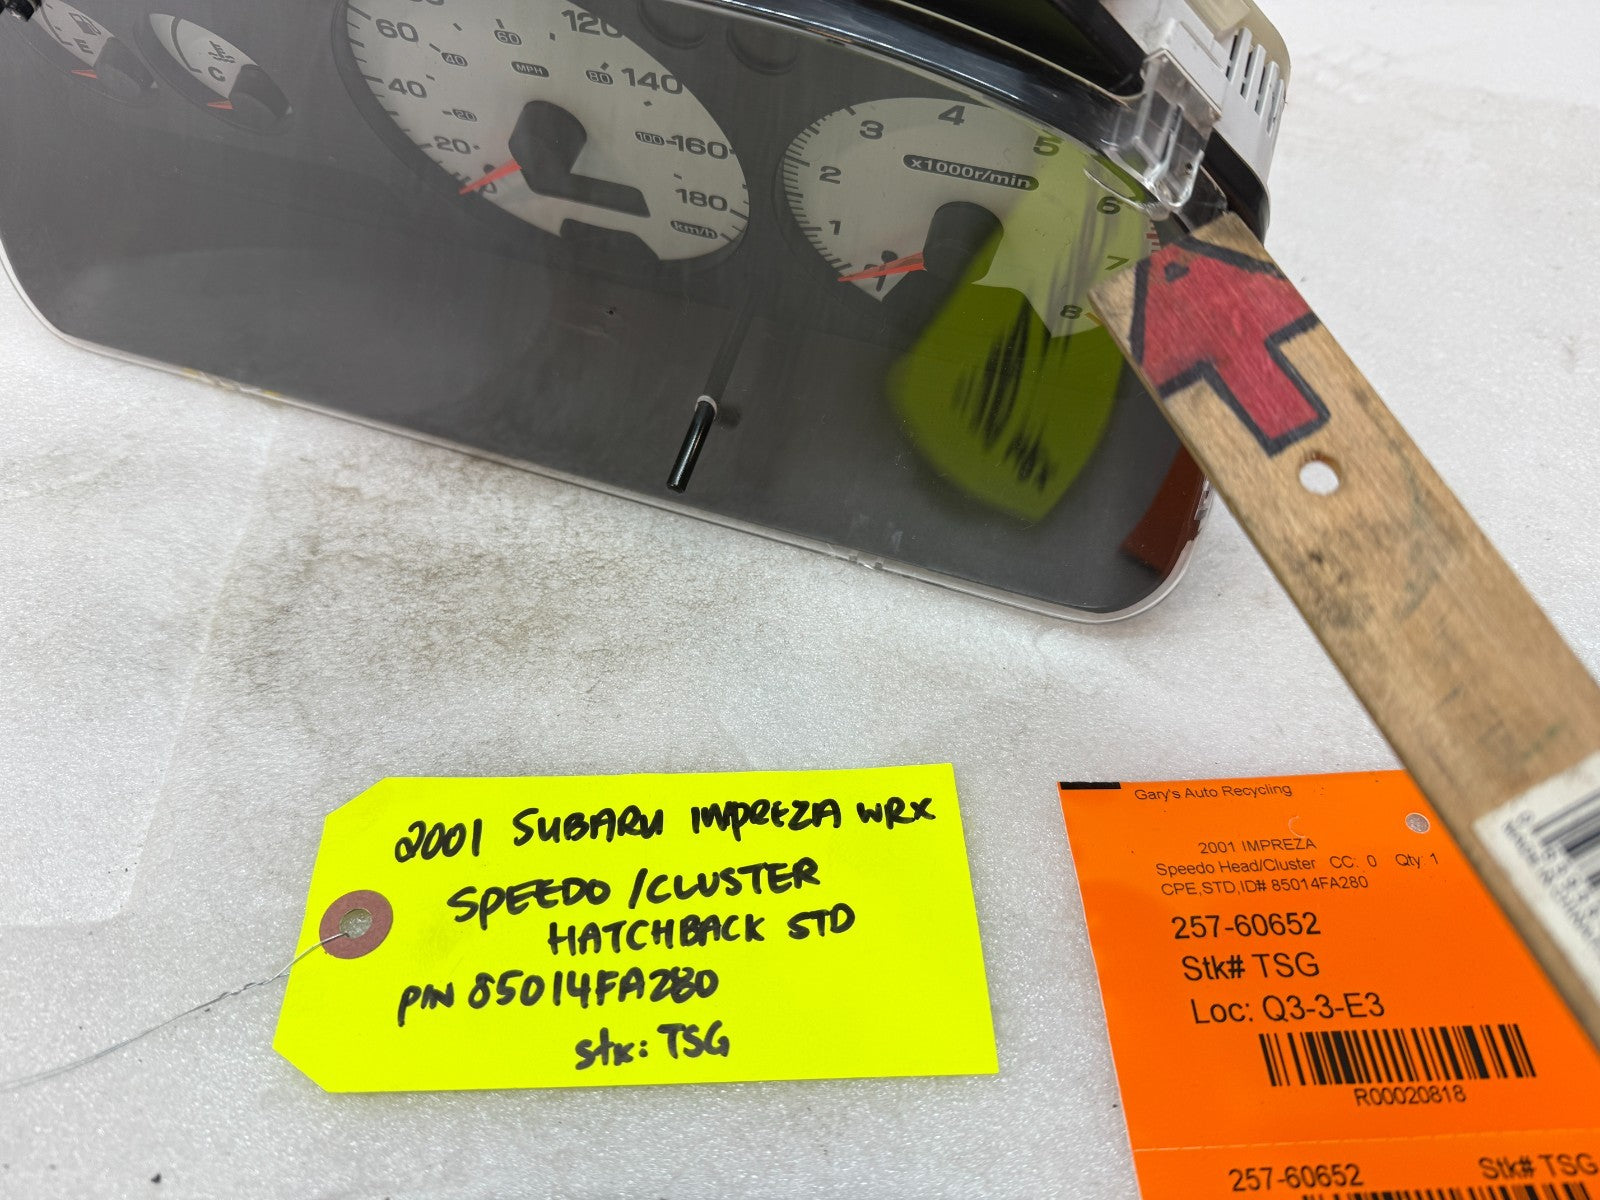 E
C
20
40
60
120
140
160
180
km/h
20
40
60
80
100
MPH
0
1
2
3
4
5
6
7
8
x1000r/min
2001 SUBARU IMPREZA WRX
SPEEDO / CLUSTER
HATCHBACK STD
P/N 85014FA280
stk: TSG
Gary's Auto Recycling
2001 IMPREZA
Speedo Head/Cluster CC: 0 Qty: 1
CPE,STD,ID# 85014FA280
257-60652
Stk# TSG
Loc: Q3-3-E3
R00020818
257-60652 Stk# TSG